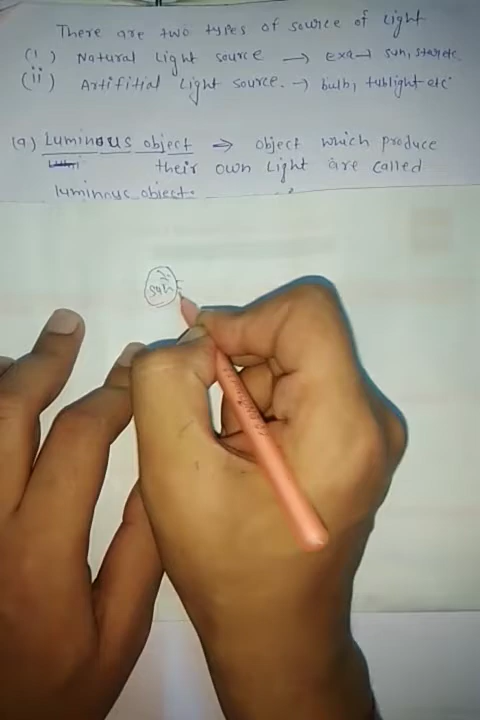 There are two types of source of Light
(i) Natural Light source → exa→ sun, star etc
(ii) Artifitial Light source. → bulb, tublight etc
(a) Luminous object → object which produce
their own Light are called
luminous object.
sun